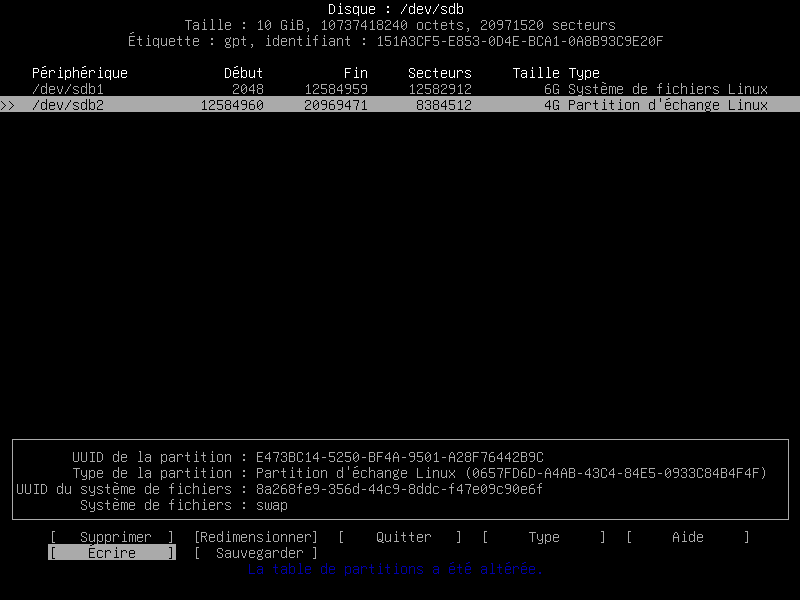 Disque : /dev/sdb
Taille : 10 GiB, 10737418240 octets, 20971520 secteurs
Étiquette : gpt, identifiant : 151A3CF5-E853-0D4E-BCA1-0A8B93C9E20F
Périphérique Début Fin Secteurs Taille Type
/dev/sdb1 2048 12584959 12582912 6G Système de fichiers Linux
>> /dev/sdb2 12584960 20969471 8384512 4G Partition d'échange Linux
UUID de la partition : E473BC14-5250-BF4A-9501-A28F76442B9C
Type de la partition : Partition d'échange Linux (0657FD6D-A4AB-43C4-84E5-0933C84B4F4F)
UUID du système de fichiers : 8a268fe9-356d-44c9-8ddc-f47e09c90e6f
Système de fichiers : swap
[ Supprimer ] [Redimensionner] [ Quitter ] [ Type ] [ Aide ]
[ Écrire ] [ Sauvegarder ]
La table de partitions a été altérée.